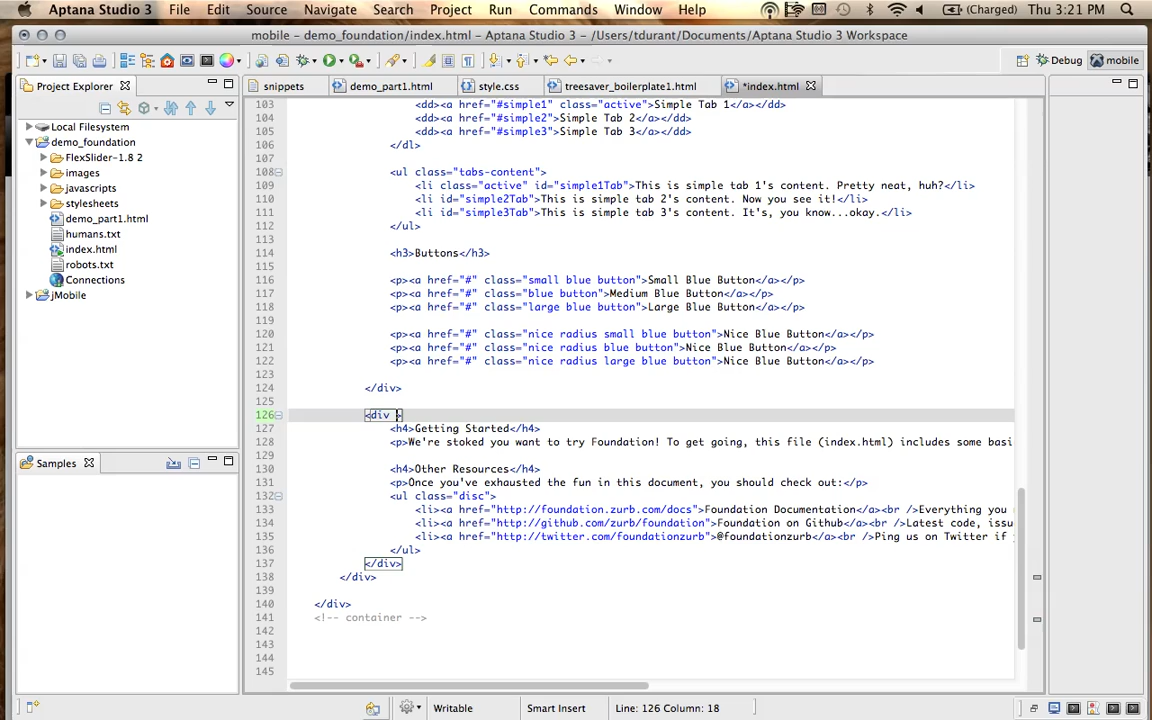 Aptana Studio 3 File Edit Source Navigate Search Project Run Commands Window Help (Charged) Thu 3:21 PM
mobile – demo_foundation/index.html – Aptana Studio 3 – /Users/tdurant/Documents/Aptana Studio 3 Workspace
Debug mobile
Project Explorer
snippets demo_part1.html style.css treesaver_boilerplate1.html *index.html
Local Filesystem
demo_foundation
FlexSlider-1.8 2
images
javascripts
stylesheets
demo_part1.html
humans.txt
index.html
robots.txt
Connections
jMobile
Samples
103 <dd><a href="#simple1" class="active">Simple Tab 1</a></dd>
104 <dd><a href="#simple2">Simple Tab 2</a></dd>
105 <dd><a href="#simple3">Simple Tab 3</a></dd>
106 </dl>
107
108 <ul class="tabs-content">
109 <li class="active" id="simple1Tab">This is simple tab 1's content. Pretty neat, huh?</li>
110 <li id="simple2Tab">This is simple tab 2's content. Now you see it!</li>
111 <li id="simple3Tab">This is simple tab 3's content. It's, you know...okay.</li>
112 </ul>
113
114 <h3>Buttons</h3>
115
116 <p><a href="#" class="small blue button">Small Blue Button</a></p>
117 <p><a href="#" class="blue button">Medium Blue Button</a></p>
118 <p><a href="#" class="large blue button">Large Blue Button</a></p>
119
120 <p><a href="#" class="nice radius small blue button">Nice Blue Button</a></p>
121 <p><a href="#" class="nice radius blue button">Nice Blue Button</a></p>
122 <p><a href="#" class="nice radius large blue button">Nice Blue Button</a></p>
123
124 </div>
125
126 <div >
127 <h4>Getting Started</h4>
128 <p>We're stoked you want to try Foundation! To get going, this file (index.html) includes some basi
129
130 <h4>Other Resources</h4>
131 <p>Once you've exhausted the fun in this document, you should check out:</p>
132 <ul class="disc">
133 <li><a href="http://foundation.zurb.com/docs">Foundation Documentation</a><br />Everything you
134 <li><a href="http://github.com/zurb/foundation">Foundation on Github</a><br />Latest code, issu
135 <li><a href="http://twitter.com/foundationzurb">@foundationzurb</a><br />Ping us on Twitter if
136 </ul>
137 </div>
138 </div>
139
140 </div>
141 <!-- container -->
142
143
144
145
Writable Smart Insert Line: 126 Column: 18